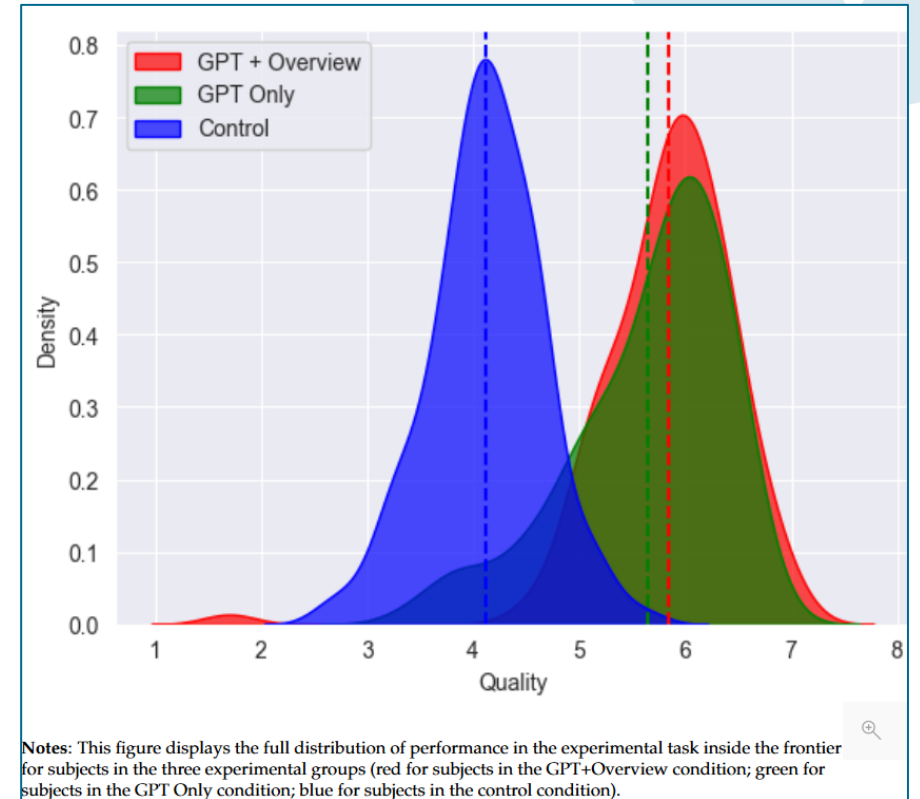 GPT + Overview
GPT Only
Control
0.8
0.7
0.6
0.5
0.4
0.3
0.2
0.1
0.0
Density
1 2 3 4 5 6 7 8
Quality
Notes: This figure displays the full distribution of performance in the experimental task inside the frontier
for subjects in the three experimental groups (red for subjects in the GPT+Overview condition; green for
subjects in the GPT Only condition; blue for subjects in the control condition).